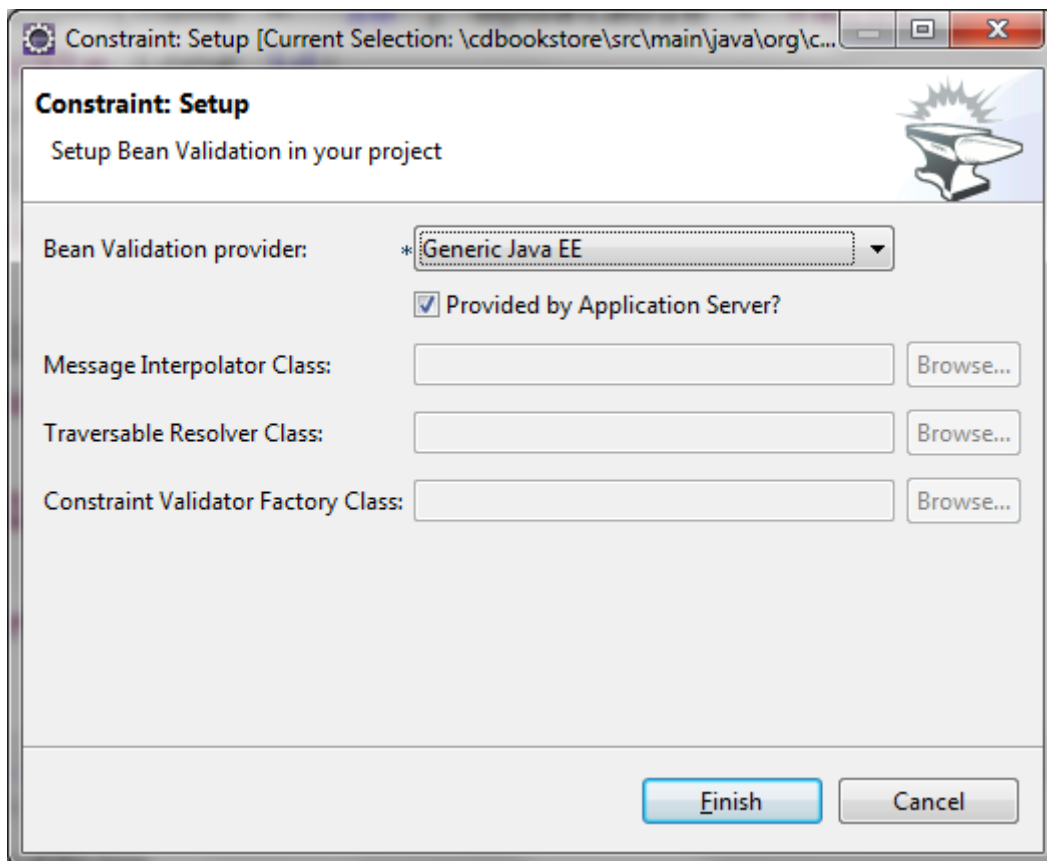 Constraint: Setup [Current Selection: \cdbookstore\src\main\java\org\c...
Constraint: Setup
Setup Bean Validation in your project
Bean Validation provider: * Generic Java EE
Provided by Application Server?
Message Interpolator Class: Browse...
Traversable Resolver Class: Browse...
Constraint Validator Factory Class: Browse...
Finish Cancel